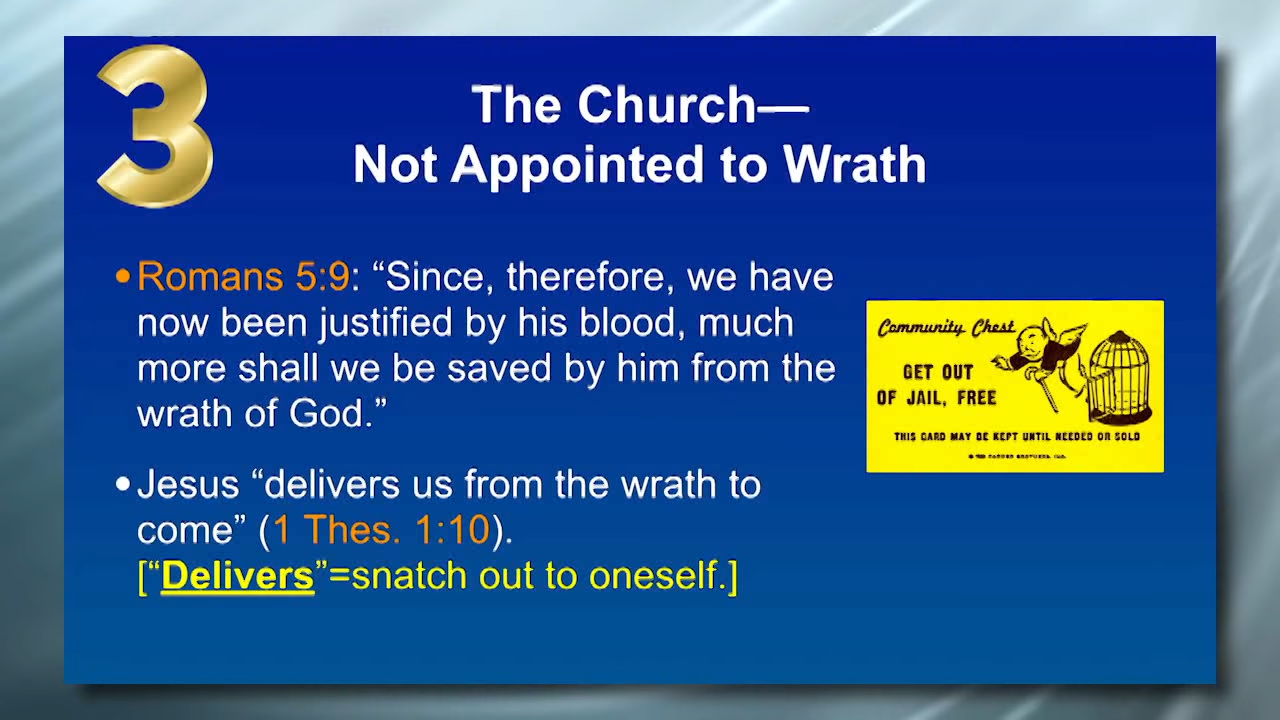 3
The Church—
Not Appointed to Wrath
•Romans 5:9: “Since, therefore, we have
now been justified by his blood, much
more shall we be saved by him from the
wrath of God.”
Community Chest
GET OUT
OF JAIL, FREE
THIS CARD MAY BE KEPT UNTIL NEEDED OR SOLD
•Jesus “delivers us from the wrath to
come” (1 Thes. 1:10).
[“Delivers”=snatch out to oneself.]